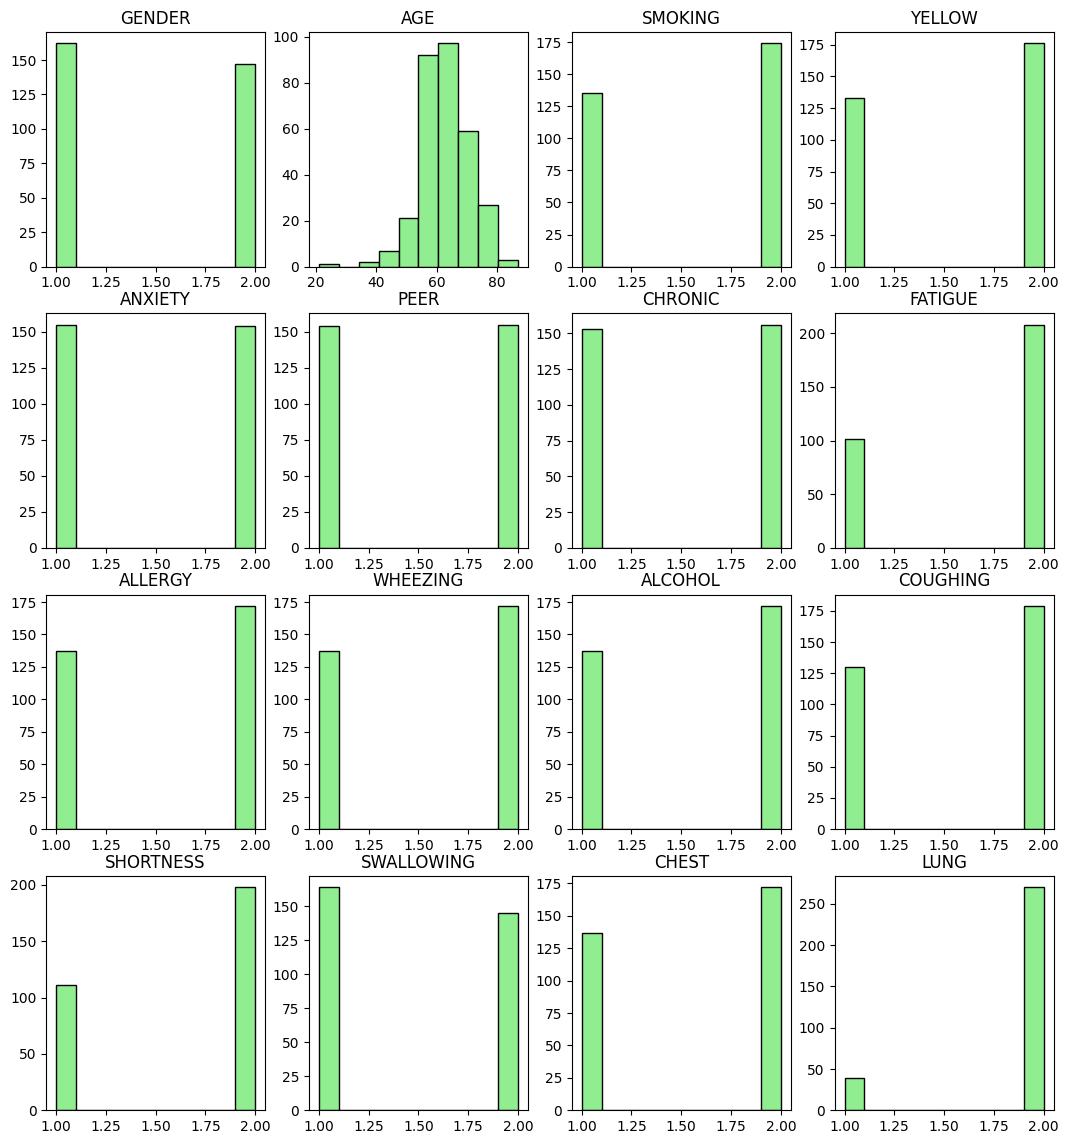 GENDER AGE SMOKING YELLOW
150 125 100 75 50 25 0
100 80 60 40 20 0
175 150 125 100 75 50 25 0
175 150 125 100 75 50 25 0
1.00 1.25 1.50 1.75 2.00
20 40 60 80
1.00 1.25 1.50 1.75 2.00
1.00 1.25 1.50 1.75 2.00
ANXIETY PEER CHRONIC FATIGUE
150 125 100 75 50 25 0
150 125 100 75 50 25 0
150 125 100 75 50 25 0
200 150 100 50 0
1.00 1.25 1.50 1.75 2.00
1.00 1.25 1.50 1.75 2.00
1.00 1.25 1.50 1.75 2.00
1.00 1.25 1.50 1.75 2.00
ALLERGY WHEEZING ALCOHOL COUGHING
175 150 125 100 75 50 25 0
175 150 125 100 75 50 25 0
175 150 125 100 75 50 25 0
175 150 125 100 75 50 25 0
1.00 1.25 1.50 1.75 2.00
1.00 1.25 1.50 1.75 2.00
1.00 1.25 1.50 1.75 2.00
1.00 1.25 1.50 1.75 2.00
SHORTNESS SWALLOWING CHEST LUNG
200 150 100 50 0
150 125 100 75 50 25 0
175 150 125 100 75 50 25 0
250 200 150 100 50 0
1.00 1.25 1.50 1.75 2.00
1.00 1.25 1.50 1.75 2.00
1.00 1.25 1.50 1.75 2.00
1.00 1.25 1.50 1.75 2.00